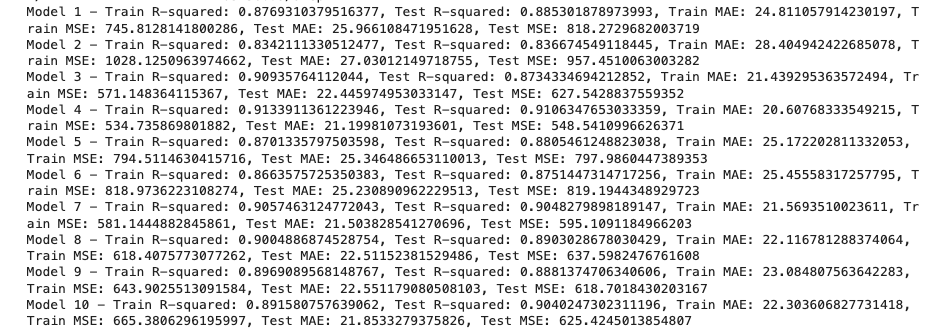 Model 1 - Train R-squared: 0.8769310379516377, Test R-squared: 0.885301878973993, Train MAE: 24.811057914230197, T
rain MSE: 745.8128141800286, Test MAE: 25.966108471951628, Test MSE: 818.2729682003719
Model 2 - Train R-squared: 0.8342111330512477, Test R-squared: 0.836674549118445, Train MAE: 28.404942422685078, T
rain MSE: 1028.1250963974662, Test MAE: 27.03012149718755, Test MSE: 957.4510063003282
Model 3 - Train R-squared: 0.90935764112044, Test R-squared: 0.8734334694212852, Train MAE: 21.439295363572494, Tr
ain MSE: 571.148364115367, Test MAE: 22.445974953033147, Test MSE: 627.5428837559352
Model 4 - Train R-squared: 0.9133911361223946, Test R-squared: 0.9106347653033359, Train MAE: 20.60768333549215, T
rain MSE: 534.735869801882, Test MAE: 21.19981073193601, Test MSE: 548.5410996626371
Model 5 - Train R-squared: 0.8701335797503598, Test R-squared: 0.8805461248823038, Train MAE: 25.172202811332053,
Train MSE: 794.5114630415716, Test MAE: 25.346486653110013, Test MSE: 797.9860447389353
Model 6 - Train R-squared: 0.8663575725350383, Test R-squared: 0.8751447314717256, Train MAE: 25.45558317257795, T
rain MSE: 818.9736223108274, Test MAE: 25.230890962229513, Test MSE: 819.1944348929723
Model 7 - Train R-squared: 0.9057463124772043, Test R-squared: 0.9048279898189147, Train MAE: 21.5693510023611, Tr
ain MSE: 581.1444882845861, Test MAE: 21.503828541270696, Test MSE: 595.1091184966203
Model 8 - Train R-squared: 0.9004886874528754, Test R-squared: 0.8903028678030429, Train MAE: 22.116781288374064,
Train MSE: 618.4075773077262, Test MAE: 22.51152381529486, Test MSE: 637.5982476761608
Model 9 - Train R-squared: 0.8969089568148767, Test R-squared: 0.8881374706340606, Train MAE: 23.084807563642283,
Train MSE: 643.9025513091584, Test MAE: 22.551179080508103, Test MSE: 618.7018430203167
Model 10 - Train R-squared: 0.891580757639062, Test R-squared: 0.9040247302311196, Train MAE: 22.303606827731418,
Train MSE: 665.3806296195997, Test MAE: 21.8533279375826, Test MSE: 625.4245013854807